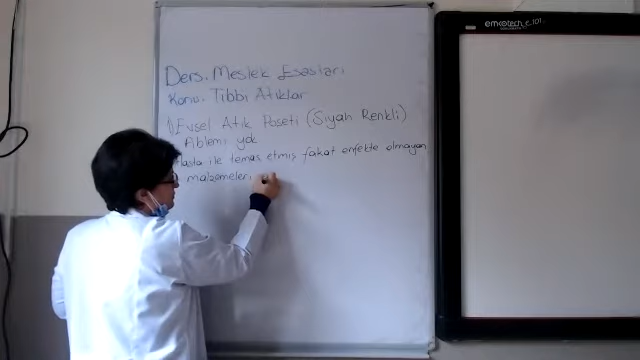 Ders. Meslek Esasları
Konu. Tıbbi Atıklar
1) Evsel Atık Poşeti (Siyah Renkli)
Ablemi yok
Hasta ile temas etmiş fakat enfekte olmayan
malzemeler,
emkotech